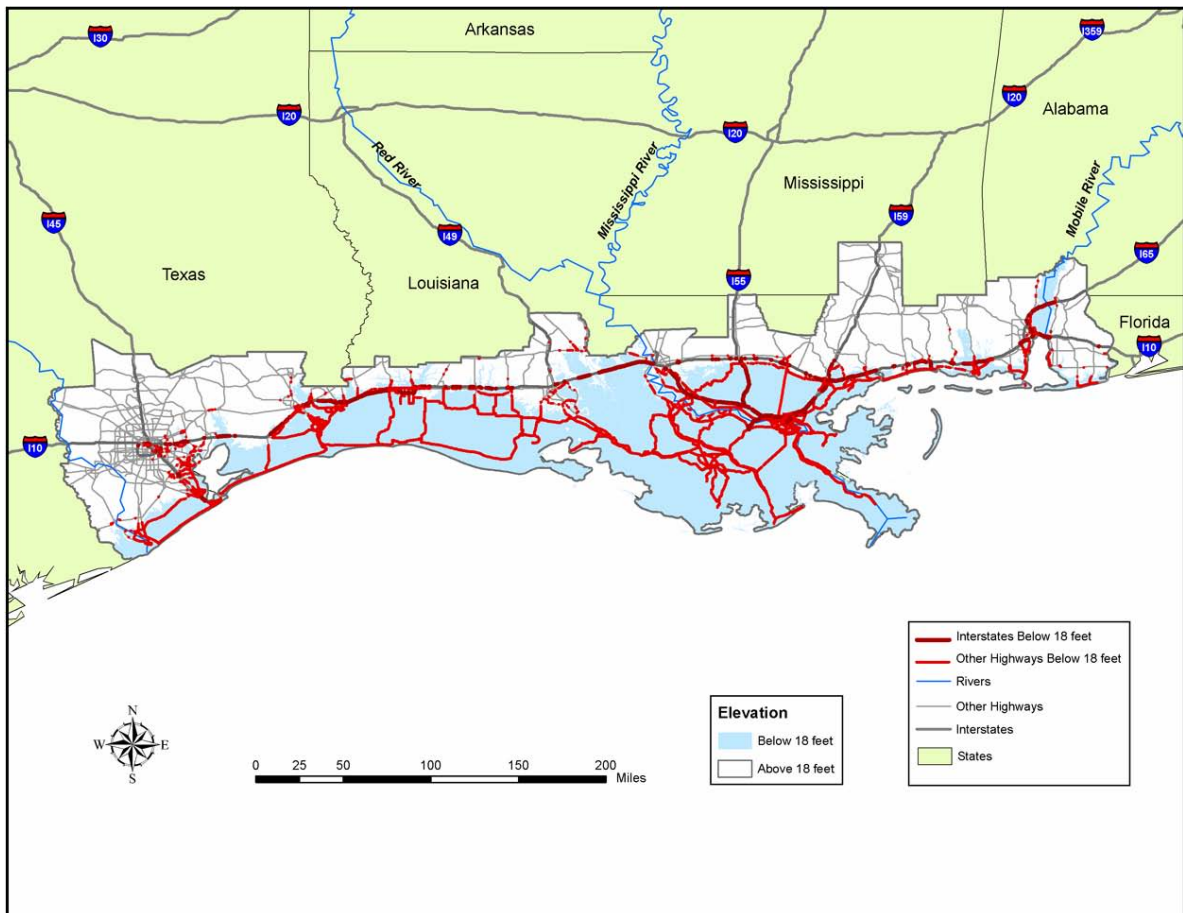 Arkansas
I30
I359
I20
I20
I20
Alabama
Red River
Mississippi River
Mississippi
Mobile River
I45
I49
I59
I65
Texas
Louisiana
I55
Florida
I10
I10
Interstates Below 18 feet
Other Highways Below 18 feet
Rivers
Other Highways
Interstates
States
Elevation
Below 18 feet
Above 18 feet
N
W E
S
0 25 50 100 150 200
Miles